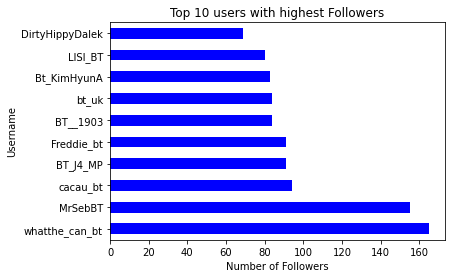 Top 10 users with highest Followers
Username
DirtyHippyDalek
LISI_BT
Bt_KimHyunA
bt_uk
BT__1903
Freddie_bt
BT_J4_MP
cacau_bt
MrSebBT
whatthe_can_bt
0 20 40 60 80 100 120 140 160
Number of Followers